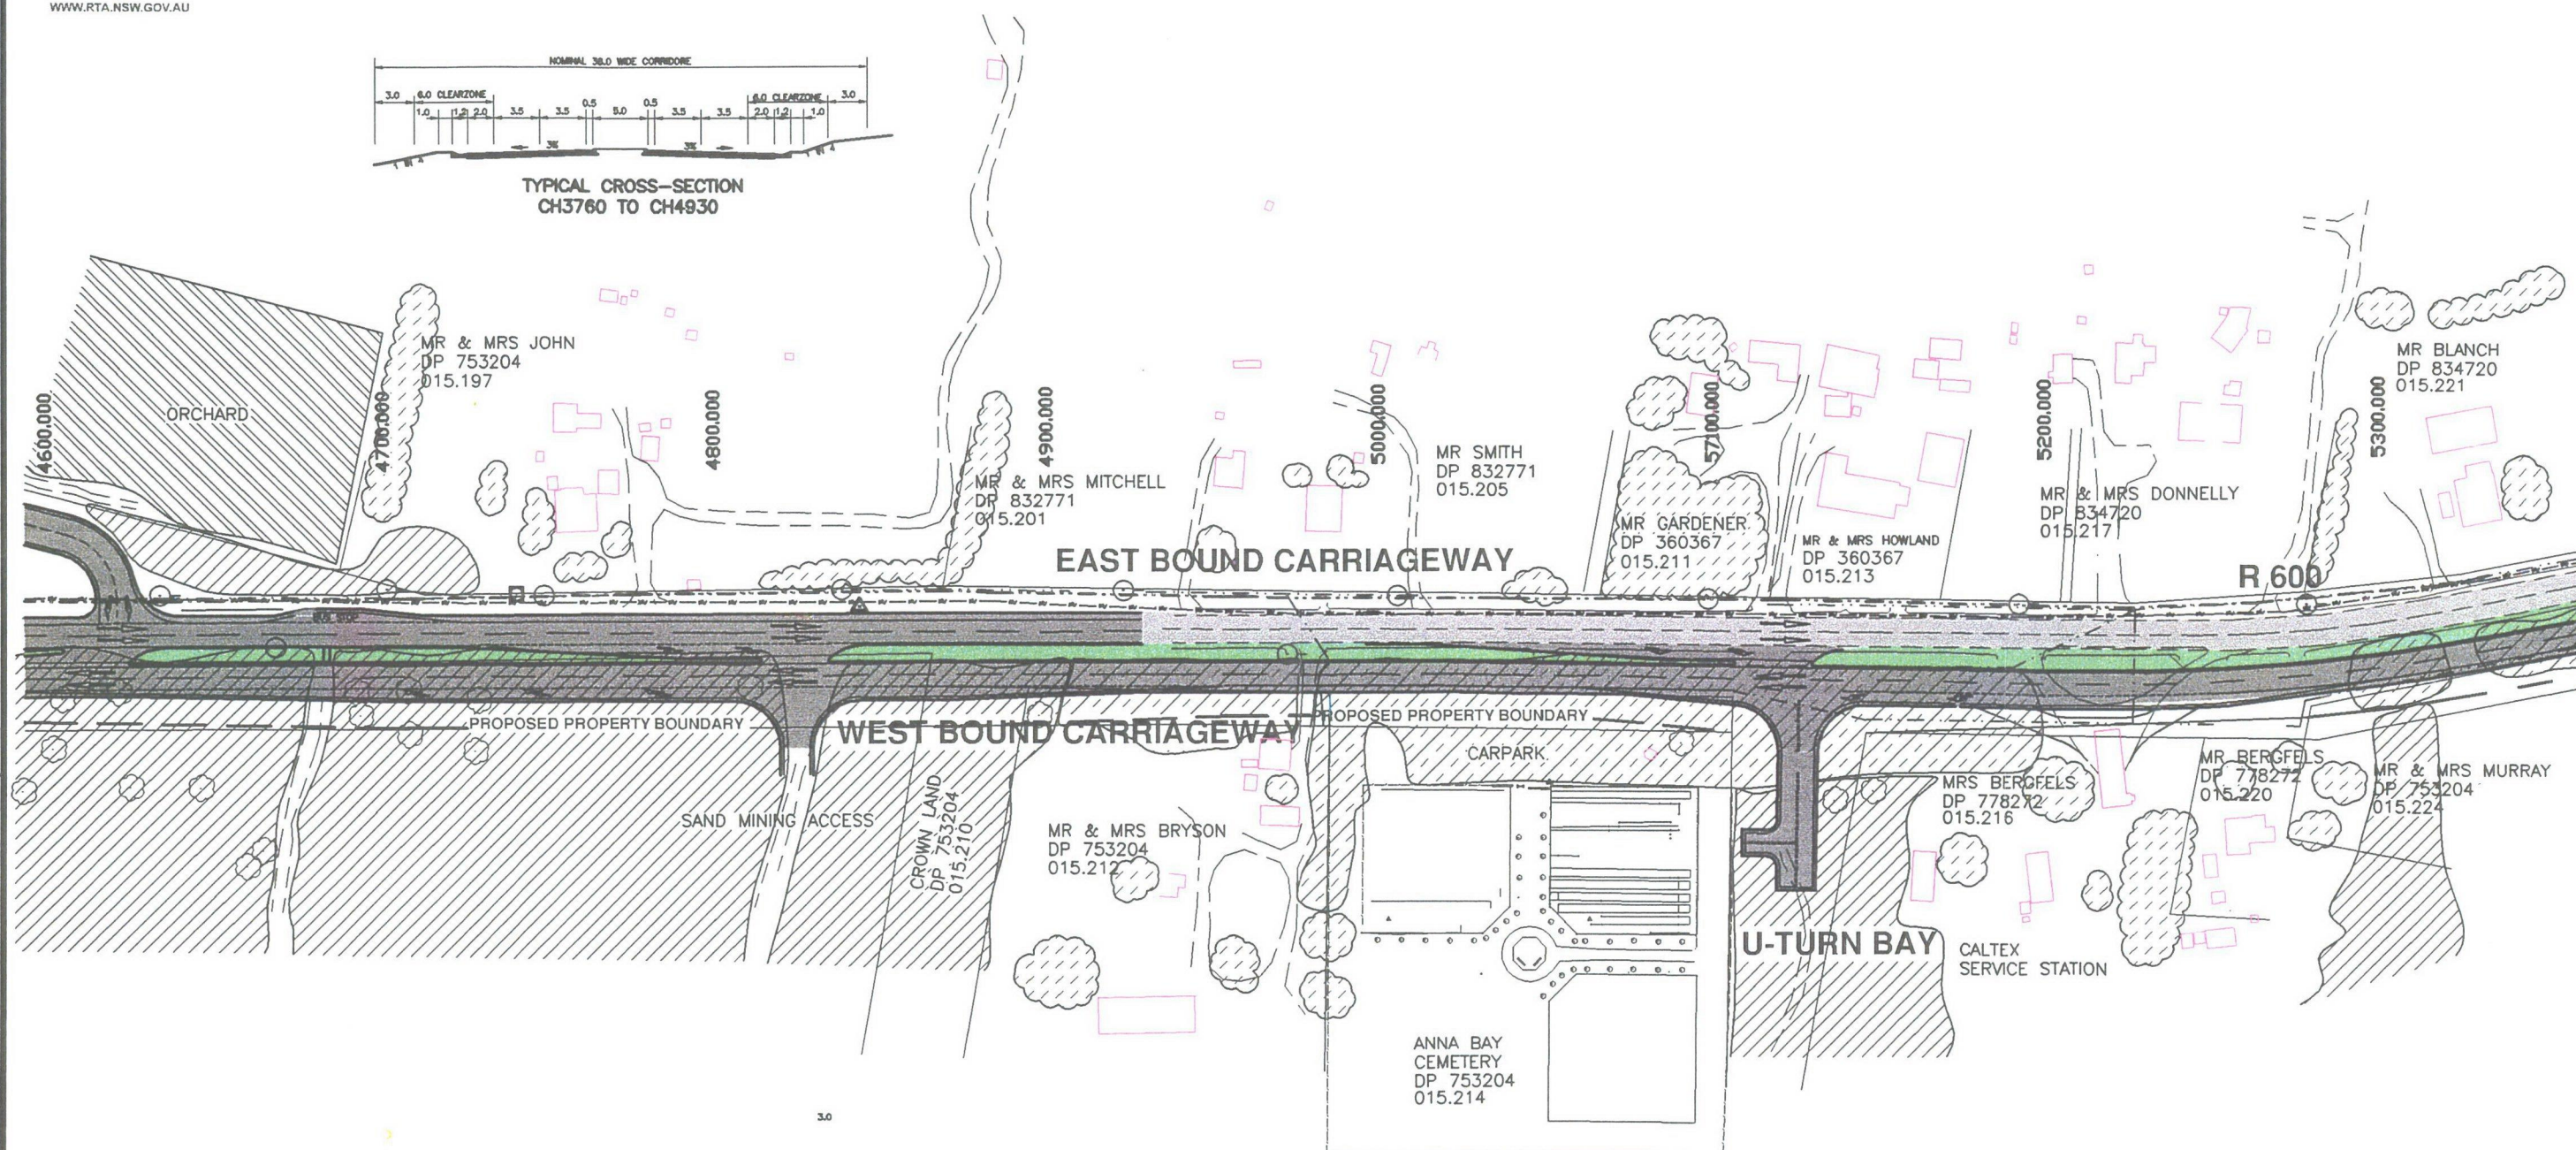 WWW.RTA.NSW.GOV.AU
NOMINAL 38.0 WIDE CORRIDORE
3.0 6.0 CLEARZONE 0.5 0.5 6.0 CLEARZONE 3.0
1.0 1.2 2.0 3.5 3.5 5.0 3.5 3.5 2.0 1.2 1.0
3% 3%
TYPICAL CROSS-SECTION
CH3760 TO CH4930
ORCHARD
MR & MRS JOHN
DP 753204
015.197
4600.000
4700.000
4800.000
4900.000
5000.000
5100.000
5200.000
5300.000
MR & MRS MITCHELL
DP 832771
015.201
MR SMITH
DP 832771
015.205
MR GARDENER
DP 360367
015.211
MR & MRS HOWLAND
DP 360367
015.213
MR & MRS DONNELLY
DP 834720
015.217
MR BLANCH
DP 834720
015.221
EAST BOUND CARRIAGEWAY
R 600
BUS STOP
PROPOSED PROPERTY BOUNDARY
WEST BOUND CARRIAGEWAY
PROPOSED PROPERTY BOUNDARY
CARPARK
SAND MINING ACCESS
CROWN LAND
DP 753204
015.210
MR & MRS BRYSON
DP 753204
015.212
MRS BERGFELS
DP 778272
015.216
MR BERGFELS
DP 778272
015.220
MR & MRS MURRAY
DP 753204
015.224
U-TURN BAY
CALTEX
SERVICE STATION
ANNA BAY
CEMETERY
DP 753204
015.214
3.0